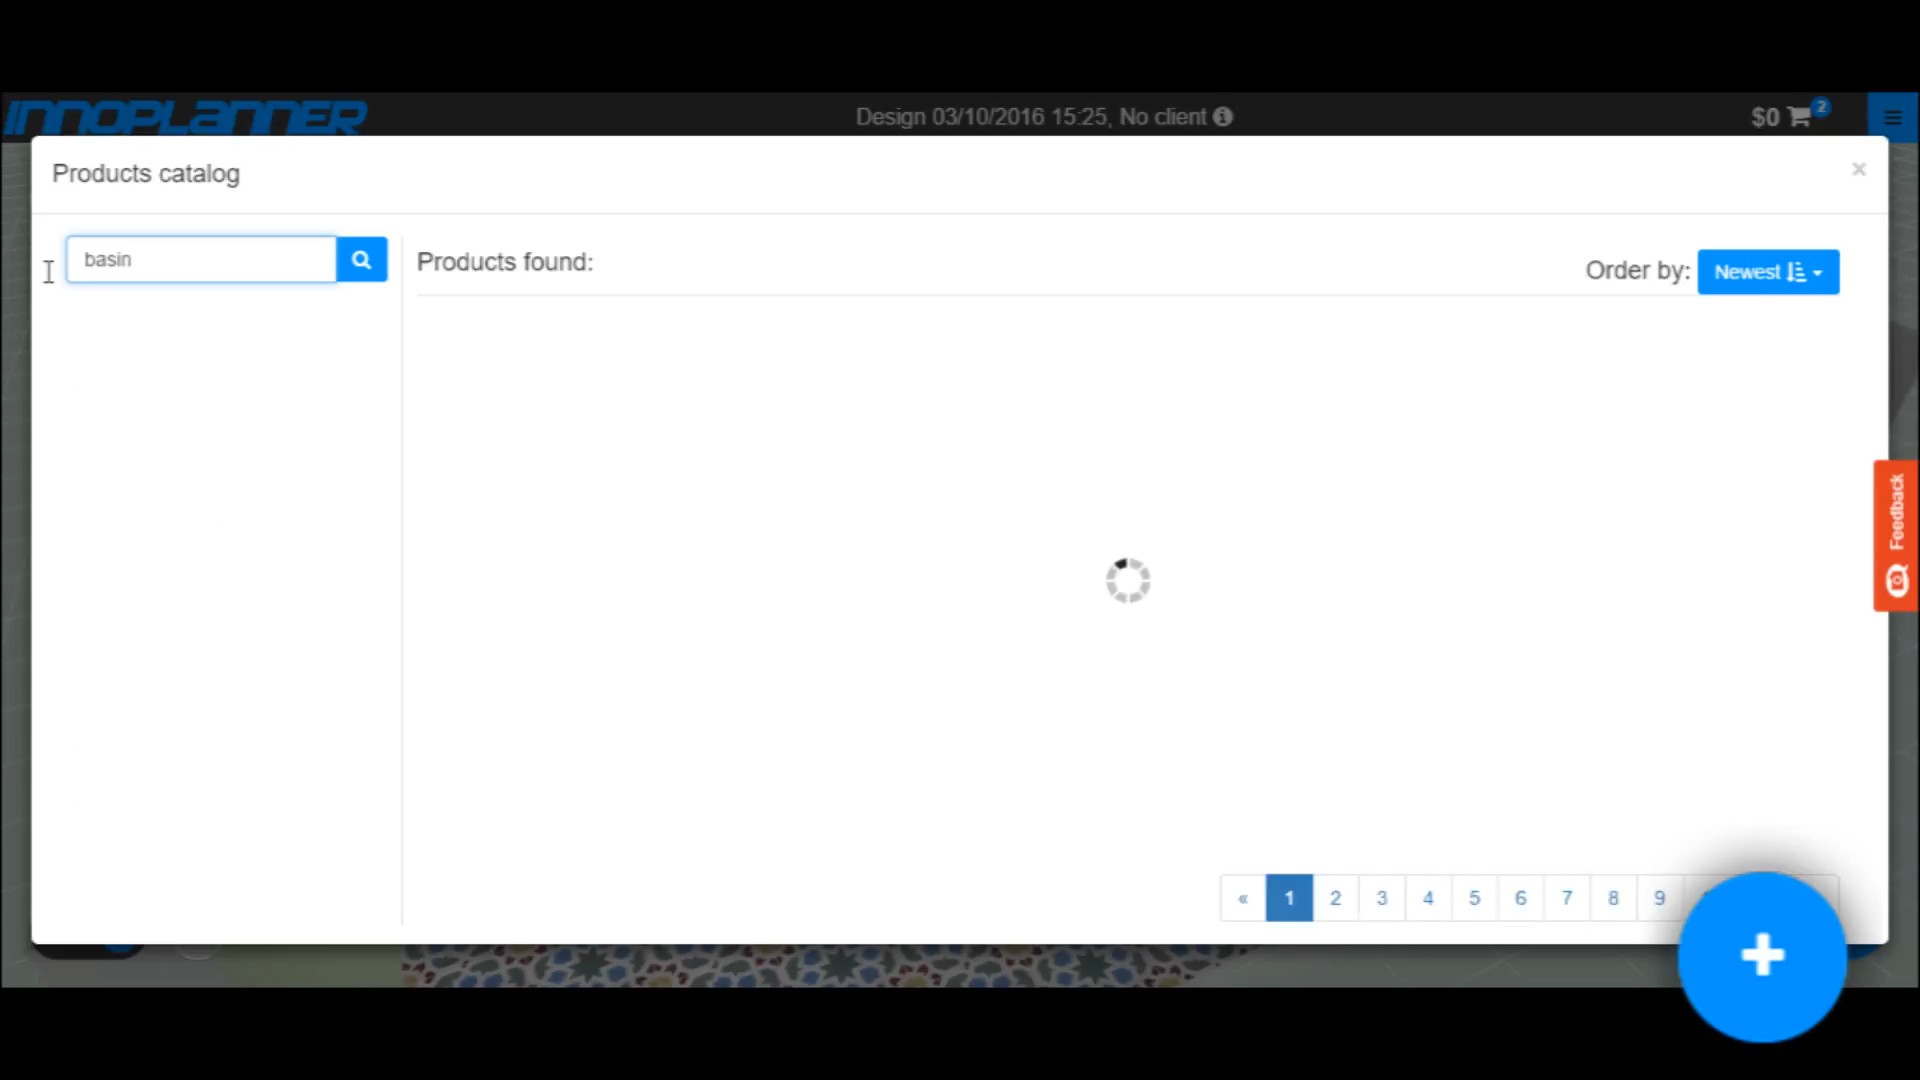 INNOPLANNER
Design 03/10/2016 15:25, No client
$0 2
Products catalog
×
basin
Products found:
Order by: Newest
Feedback
« 1 2 3 4 5 6 7 8 9